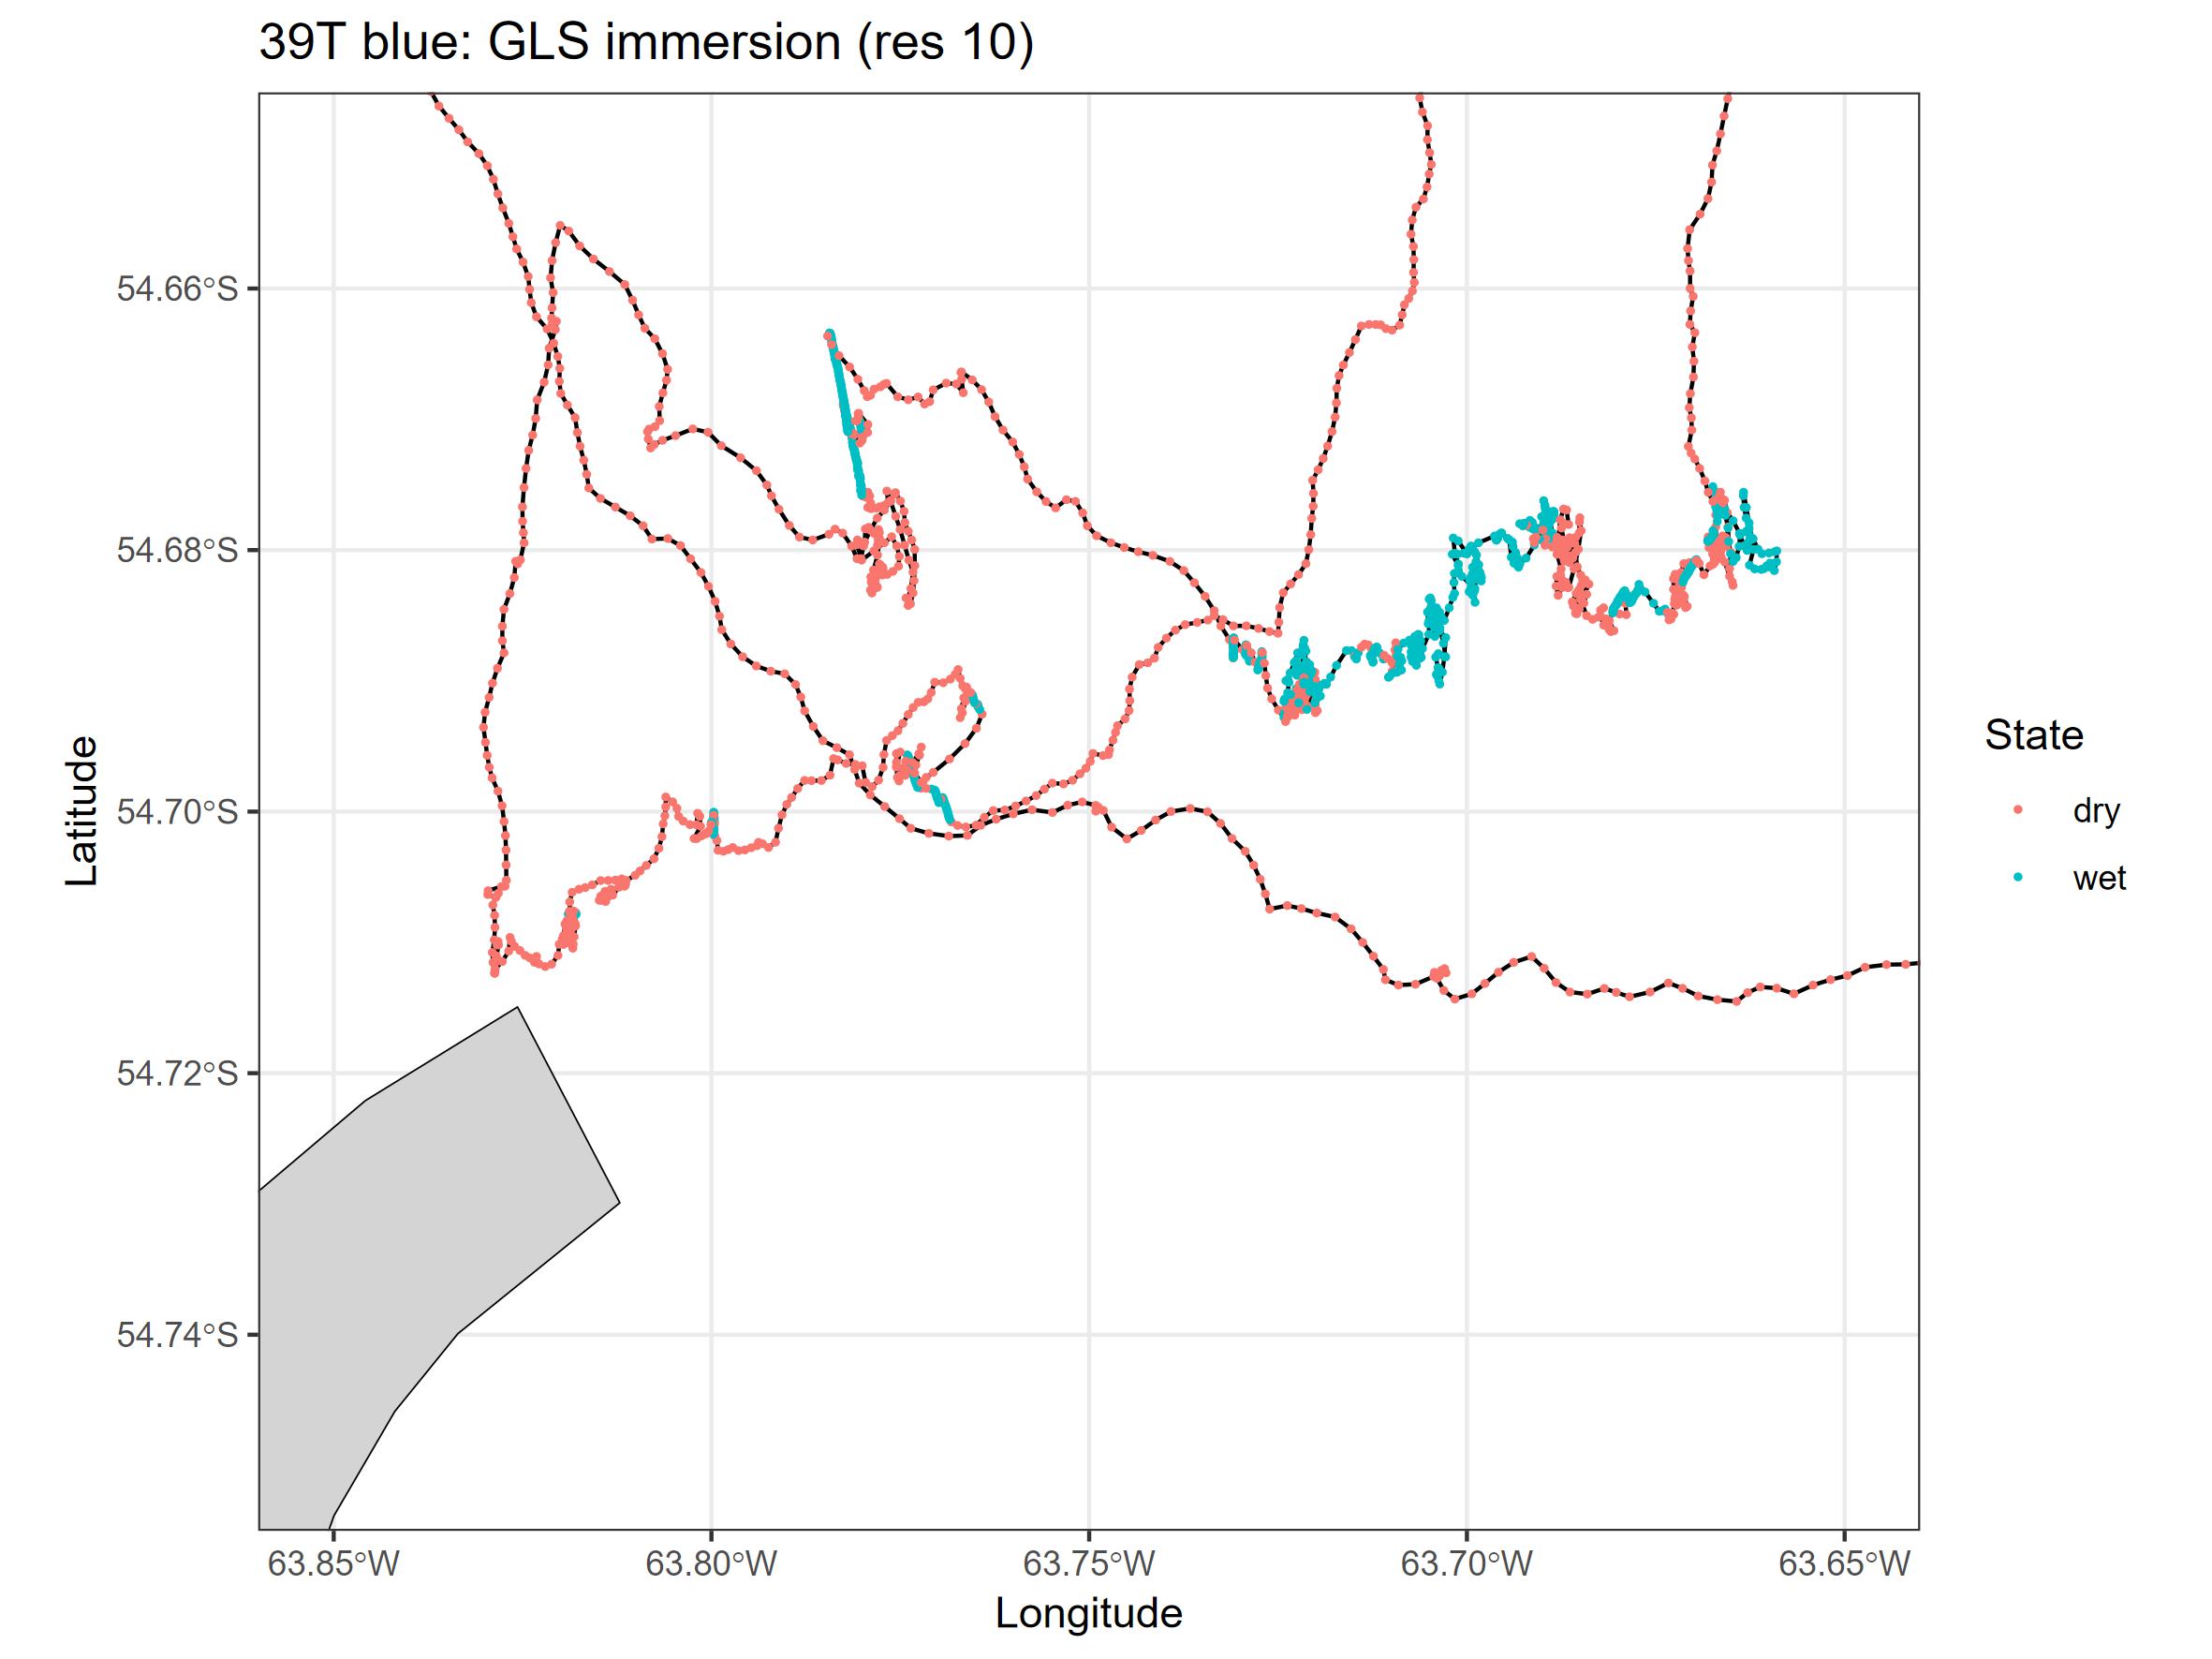 39T blue: GLS immersion (res 10)
54.66°S
54.68°S
54.70°S
54.72°S
54.74°S
Latitude
63.85°W
63.80°W
63.75°W
63.70°W
63.65°W
Longitude
State
dry
wet